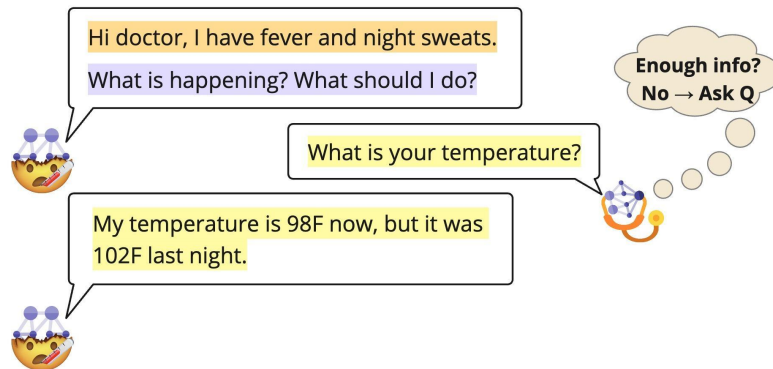 Hi doctor, I have fever and night sweats.
What is happening? What should I do?
Enough info?
No → Ask Q
What is your temperature?
My temperature is 98F now, but it was
102F last night.